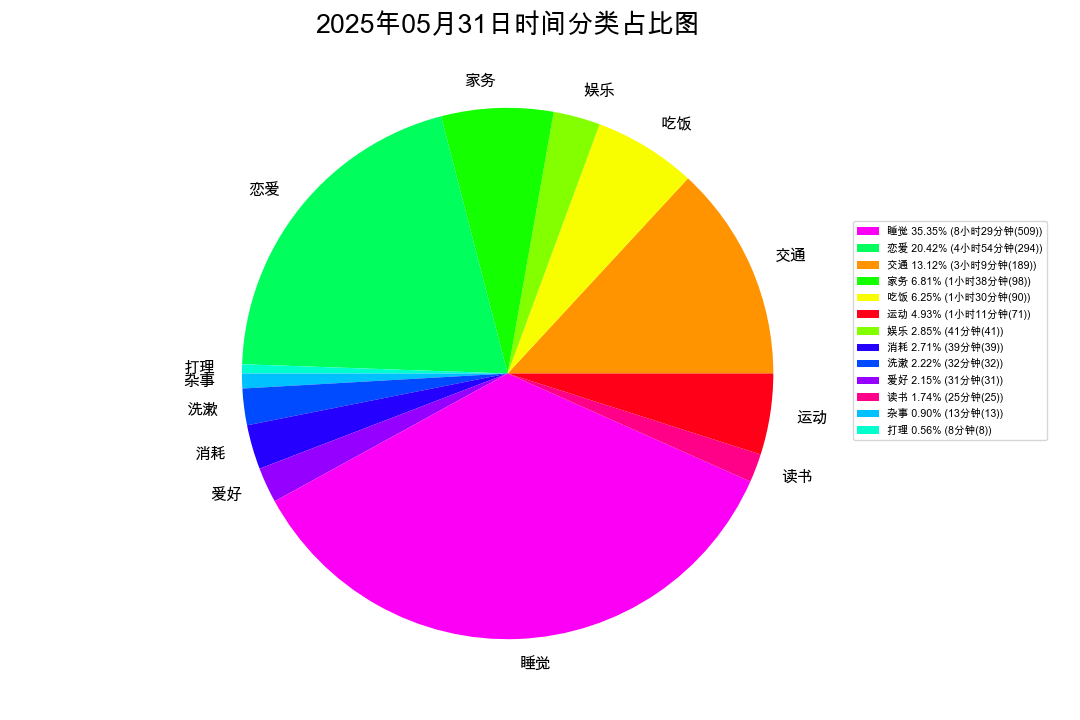 2025年05月31日时间分类占比图
家务
娱乐
吃饭
恋爱
交通
打理
杂事
洗漱
运动
消耗
读书
爱好
睡觉
睡觉 35.35% (8小时29分钟(509))
恋爱 20.42% (4小时54分钟(294))
交通 13.12% (3小时9分钟(189))
家务 6.81% (1小时38分钟(98))
吃饭 6.25% (1小时30分钟(90))
运动 4.93% (1小时11分钟(71))
娱乐 2.85% (41分钟(41))
消耗 2.71% (39分钟(39))
洗漱 2.22% (32分钟(32))
爱好 2.15% (31分钟(31))
读书 1.74% (25分钟(25))
杂事 0.90% (13分钟(13))
打理 0.56% (8分钟(8))